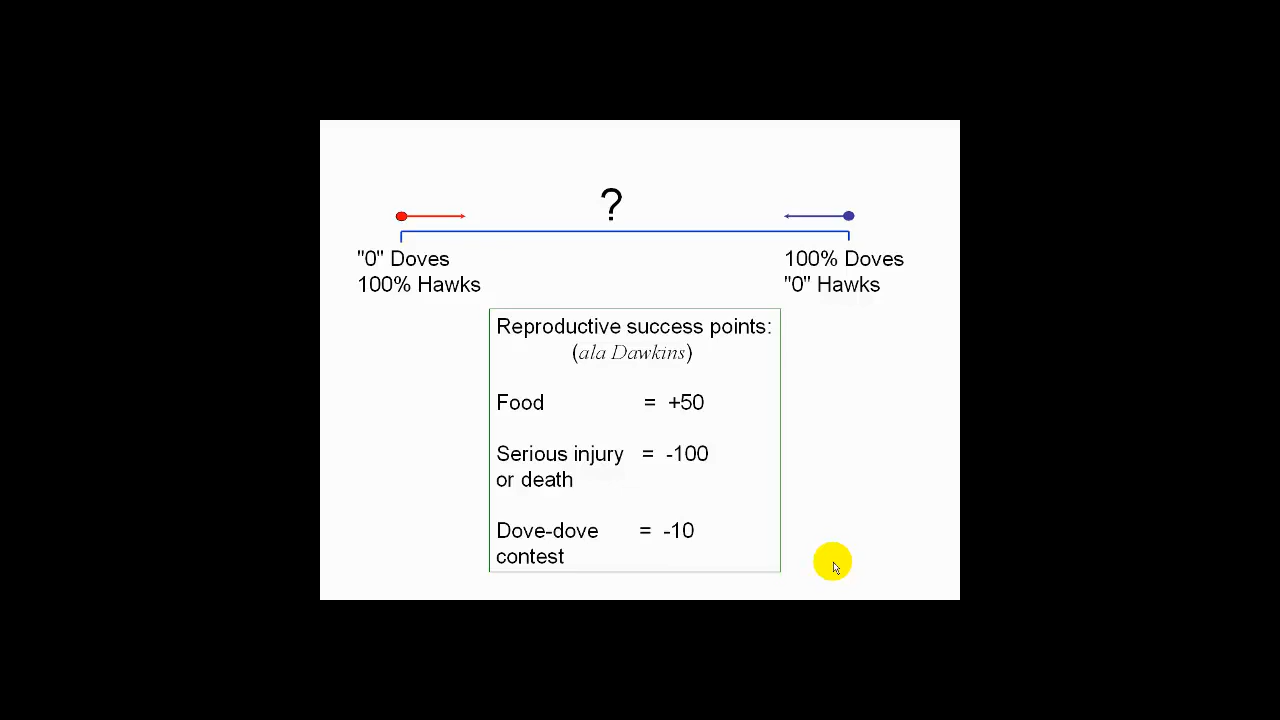 ?
"0" Doves
100% Hawks
100% Doves
"0" Hawks
Reproductive success points:
(ala Dawkins)
Food = +50
Serious injury = -100
or death
Dove-dove = -10
contest